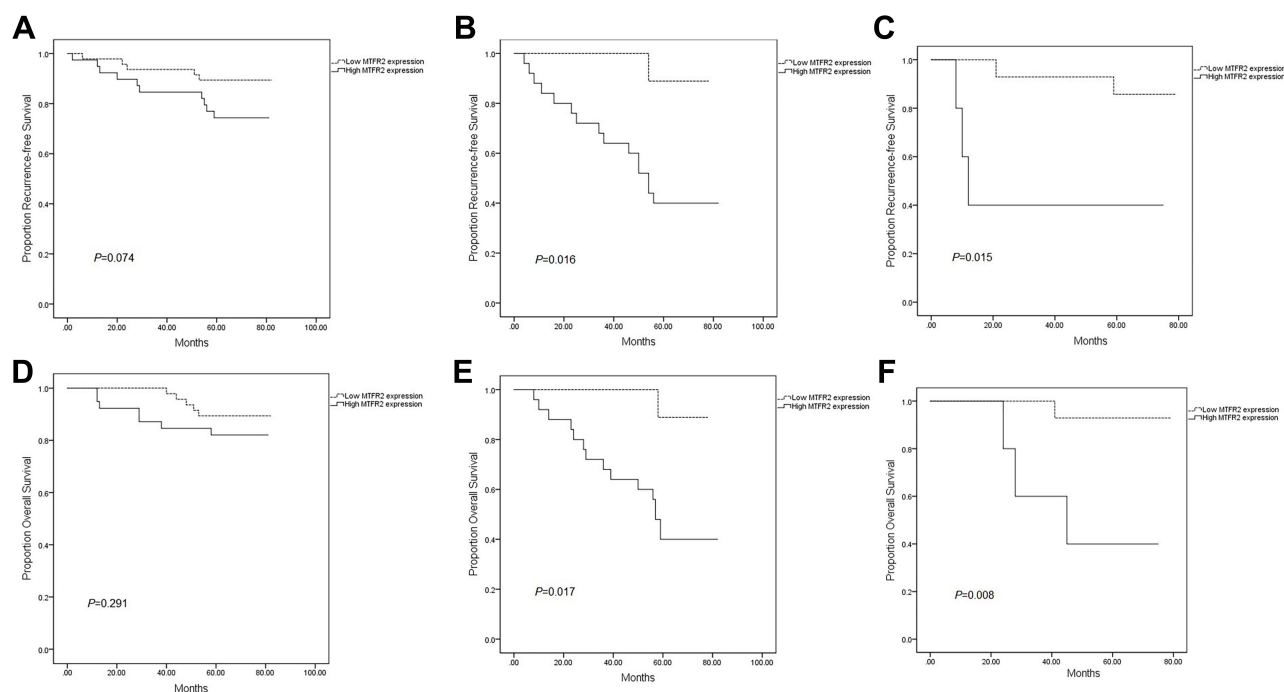 A
Proportion Recurrence-free Survival
1.0
0.8
0.6
0.4
0.2
0.0
.00 20.00 40.00 60.00 80.00 100.00
Months
Low MTFR2 expression
High MTFR2 expression
P=0.074
B
Proportion Recurrence-free Survival
1.0
0.8
0.6
0.4
0.2
0.0
.00 20.00 40.00 60.00 80.00 100.00
Months
Low MTFR2 expression
High MTFR2 expression
P=0.016
C
Proportion Recurreence-free Survival
1.0
0.8
0.6
0.4
0.2
0.0
.00 20.00 40.00 60.00 80.00
Months
Low MTFR2 expression
High MTFR2 expression
P=0.015
D
Proportion Overall Survival
1.0
0.8
0.6
0.4
0.2
0.0
.00 20.00 40.00 60.00 80.00 100.00
Months
Low MTFR2 expression
High MTFR2 expression
P=0.291
E
Proportion Overall Survival
1.0
0.8
0.6
0.4
0.2
0.0
.00 20.00 40.00 60.00 80.00 100.00
Months
Low MTFR2 expression
High MTFR2 expression
P=0.017
F
Proportion Overall Survival
1.0
0.8
0.6
0.4
0.2
0.0
.00 20.00 40.00 60.00 80.00
Months
Low MTFR2 expression
High MTFR2 expression
P=0.008